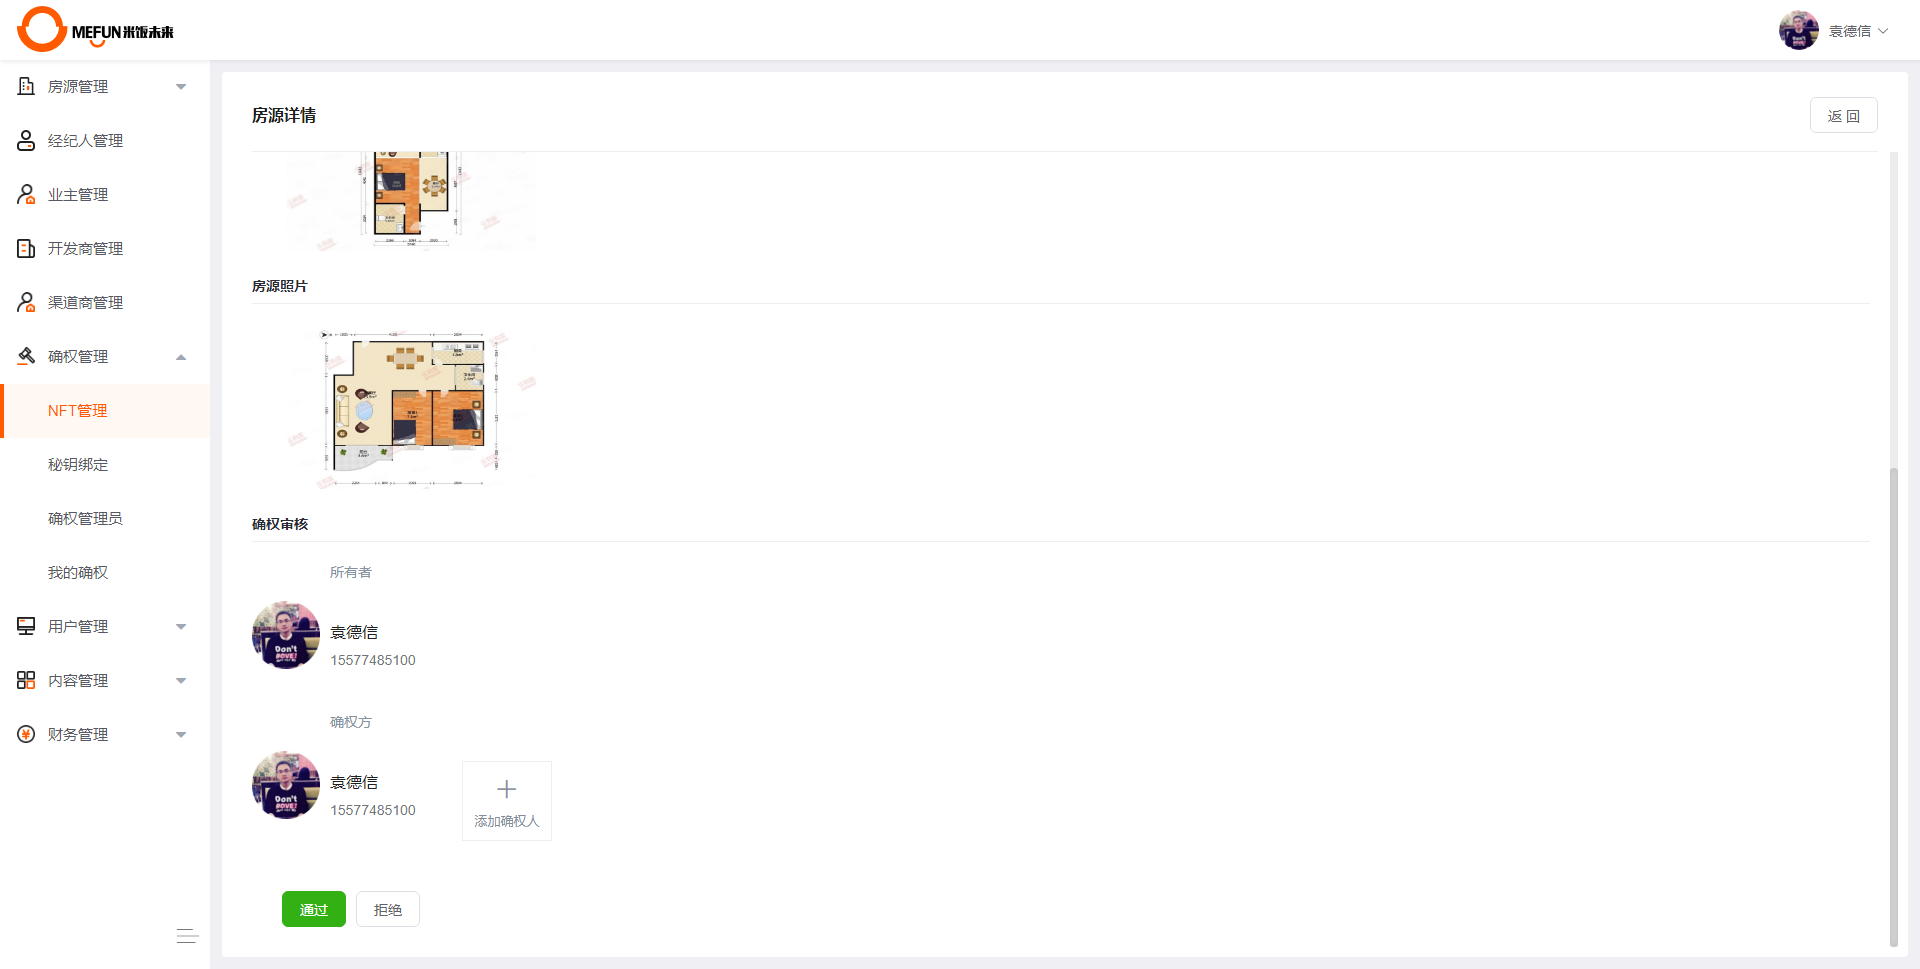 MEFUN米饭未来
袁德信
房源管理
经纪人管理
业主管理
开发商管理
渠道商管理
确权管理
NFT管理
秘钥绑定
确权管理员
我的确权
用户管理
内容管理
财务管理
房源详情
返 回
房源照片
确权审核
所有者
袁德信
15577485100
确权方
袁德信
15577485100
添加确权人
通过
拒绝